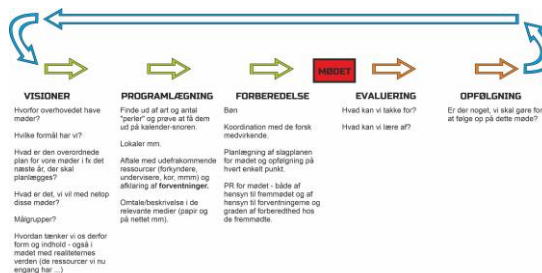 MØDET
VISIONER
Hvorfor overhovedet have
møder?
Hvilke formål har vi?
Hvad er den overordnede
plan for vore møder i fx det
næste år, der skal
planlægges?
Hvad er det, vi vil med netop
disse møder?
Målgrupper?
Hvordan tænker vi os derfor
form og indhold - også i
mødet med realiteternes
verden (de ressourcer vi nu
engang har ...)
PROGRAMLÆGNING
Finde ud af art og antal
"perler" og prøve at få dem
ud på kalender-snoren.
Lokaler mm.
Aftale med udefrakommende
ressourcer (forkyndere,
undervisere, kor, mmm) og
afklaring af forventninger.
Omtale/beskrivelse i de
relevante medier (papir og
på nettet mm).
FORBEREDELSE
Bøn
Koordination med de forsk
medvirkende.
Planlægning af slagplanen
for mødet og opfølgning på
hvert enkelt punkt.
PR for mødet - både af
hensyn til fremmødet og af
hensyn til forventningerne og
graden af forberedthed hos
de fremmødte.
EVALUERING
Hvad kan vi takke for?
Hvad kan vi lære af?
OPFØLGNING
Er der noget, vi skal gøre for
at følge op på dette møde?